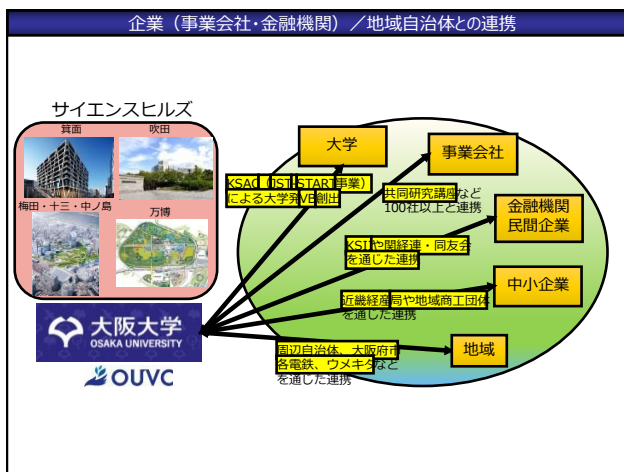 企業（事業会社・金融機関）／地域自治体との連携
サイエンスヒルズ
箕面
吹田
梅田・十三・中ノ島
万博
大阪大学
OSAKA UNIVERSITY
OUVC
大学
事業会社
金融機関
民間企業
中小企業
地域
KSAC（JST-START事業）
による大学発VB創出
共同研究講座など
100社以上と連携
KSIIや関経連・同友会
を通じた連携
近畿経産局や地域商工団体
を通じた連携
周辺自治体、大阪府市
各電鉄、ウメキタなど
を通じた連携